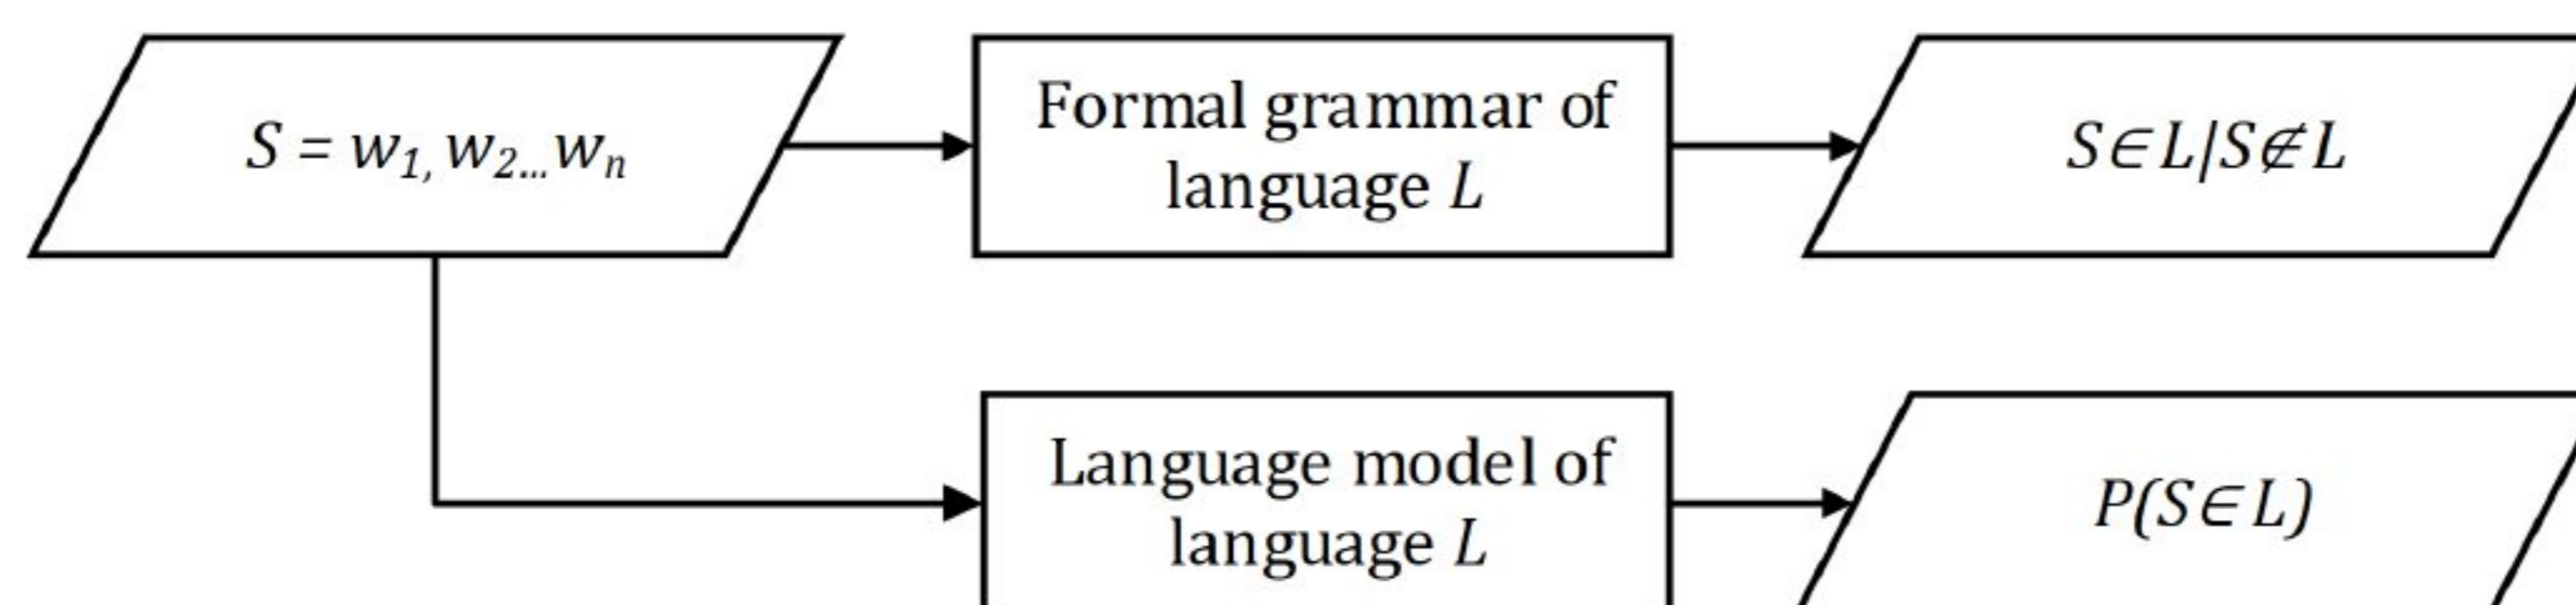 S = w1, w2... wn
Formal grammar of
language L
S∈L|S∉L
Language model of
language L
P(S∈L)